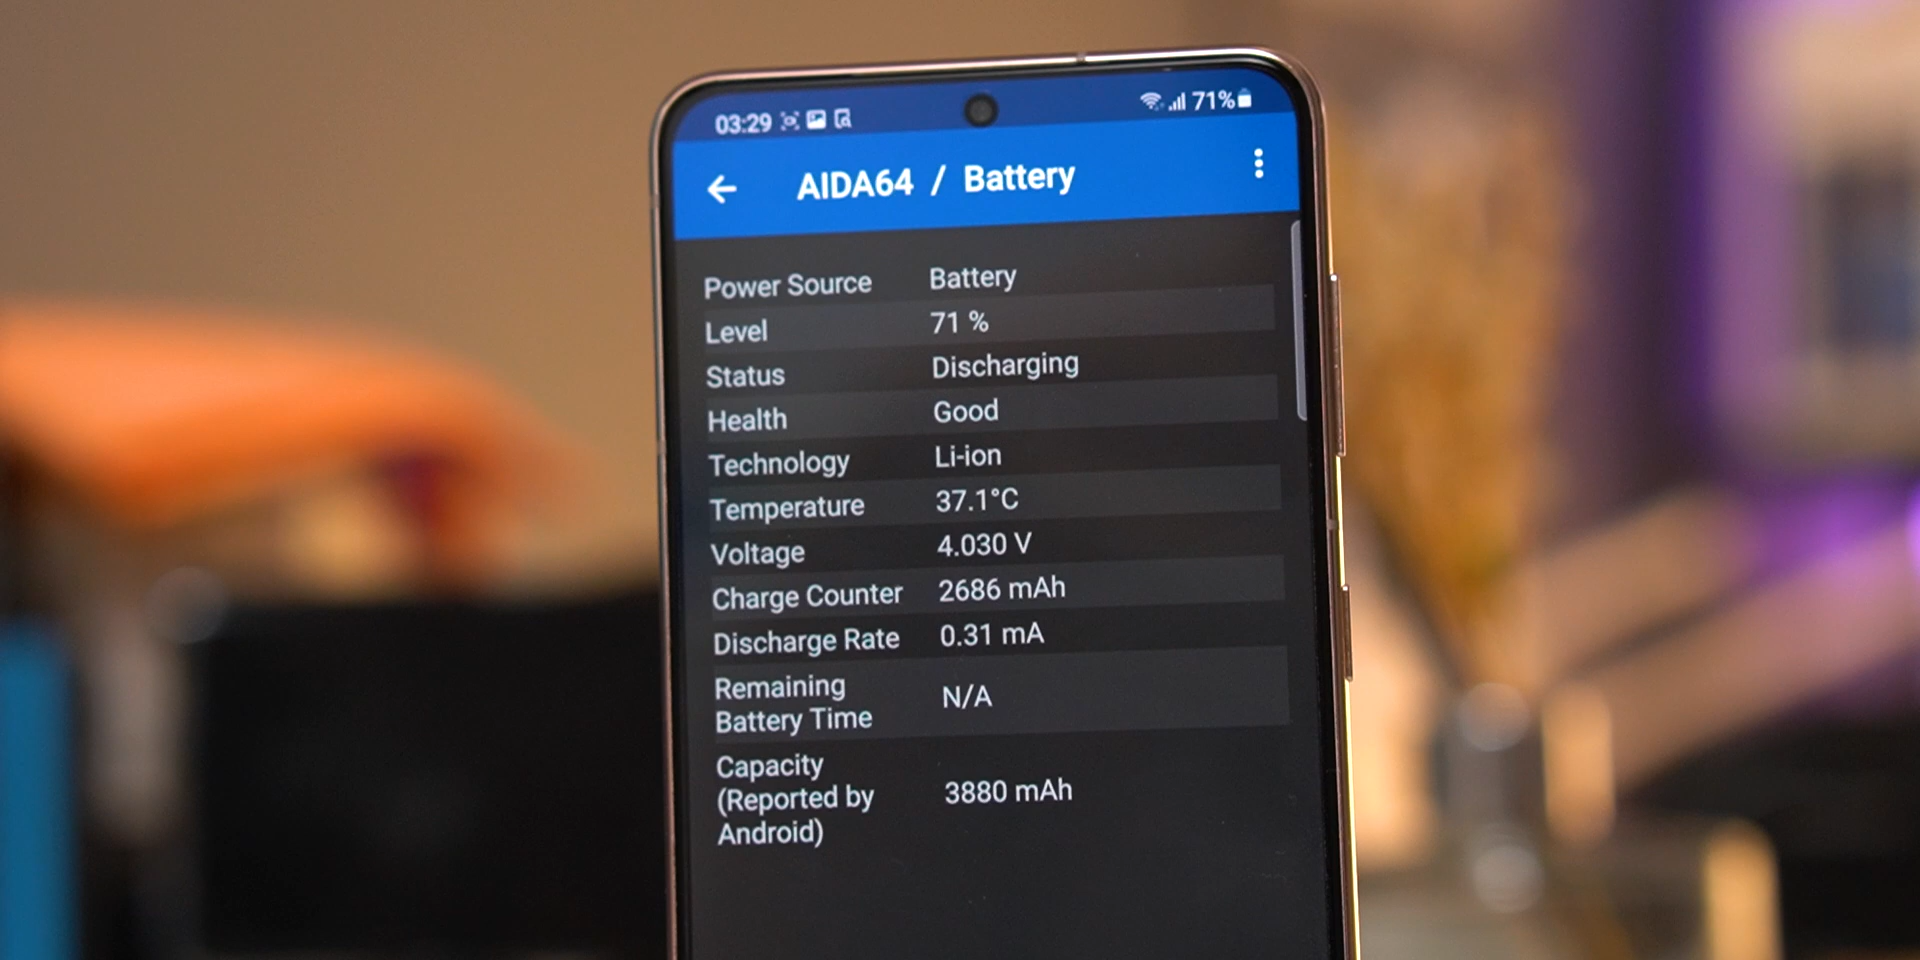 03:29 71%
AIDA64 / Battery
Power Source Battery
Level 71 %
Status Discharging
Health Good
Technology Li-ion
Temperature 37.1°C
Voltage 4.030 V
Charge Counter 2686 mAh
Discharge Rate 0.31 mA
Remaining
Battery Time N/A
Capacity
(Reported by
Android) 3880 mAh